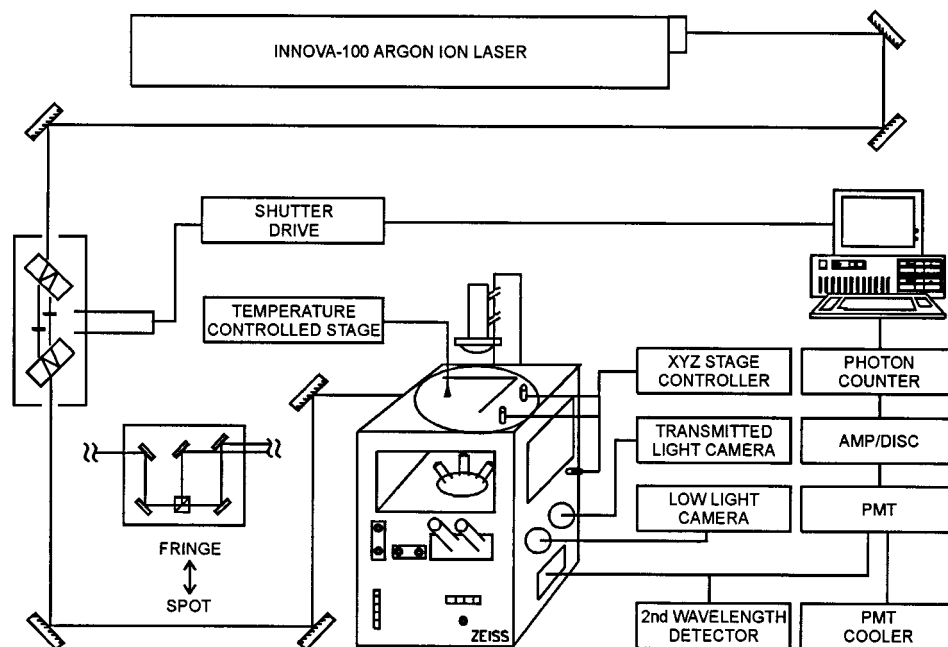 INNOVA-100 ARGON ION LASER
SHUTTER
DRIVE
TEMPERATURE
CONTROLLED STAGE
XYZ STAGE
CONTROLLER
PHOTON
COUNTER
TRANSMITTED
LIGHT CAMERA
AMP/DISC
LOW LIGHT
CAMERA
PMT
FRINGE
SPOT
2nd WAVELENGTH
DETECTOR
PMT
COOLER
ZEISS